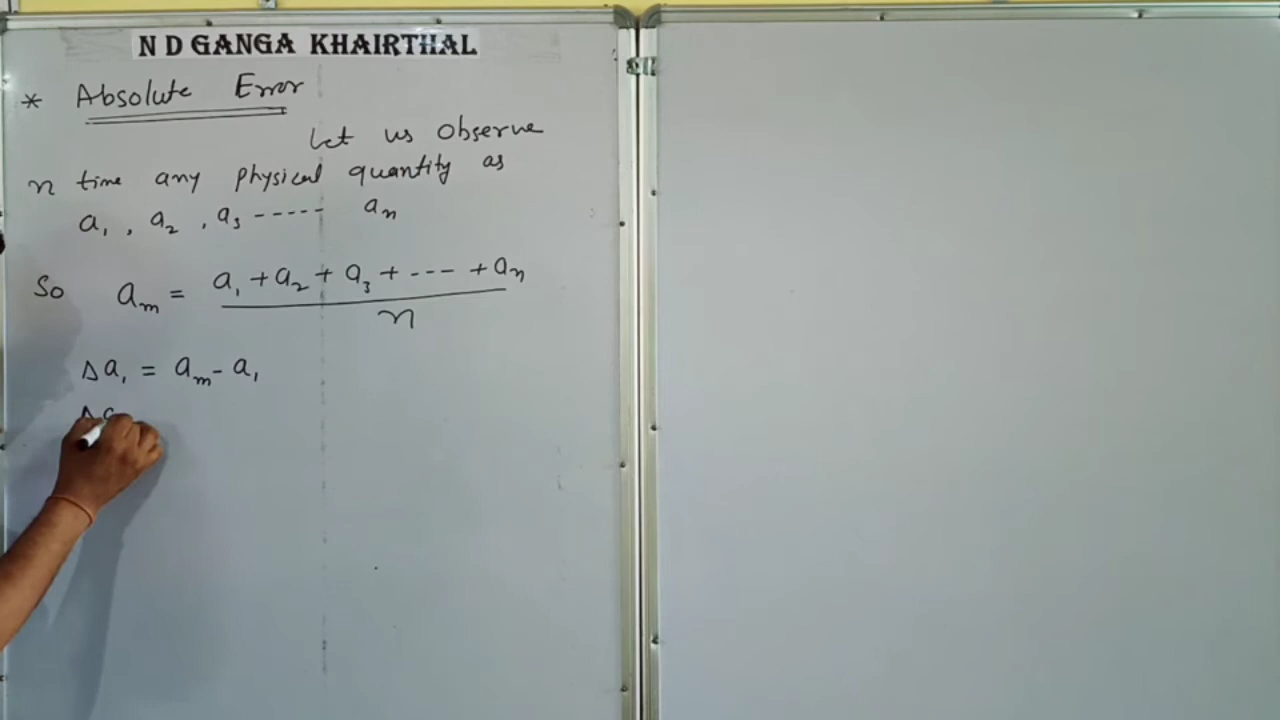 N D GANGA KHAIRTHAL
* Absolute Error
Let us observe
n time any physical quantity as
a₁ , a₂ , a₃ ----- aₙ
So aₘ = a₁ + a₂ + a₃ + --- + aₙ
n
Δa₁ = aₘ - a₁
Δa